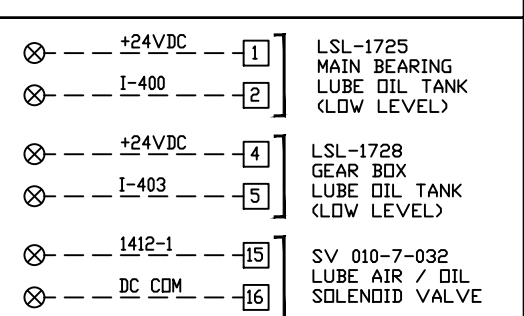 +24VDC 1
I-400 2
LSL-1725
MAIN BEARING
LUBE OIL TANK
(LOW LEVEL)
+24VDC 4
I-403 5
LSL-1728
GEAR BOX
LUBE OIL TANK
(LOW LEVEL)
1412-1 15
DC COM 16
SV 010-7-032
LUBE AIR / OIL
SOLENOID VALVE